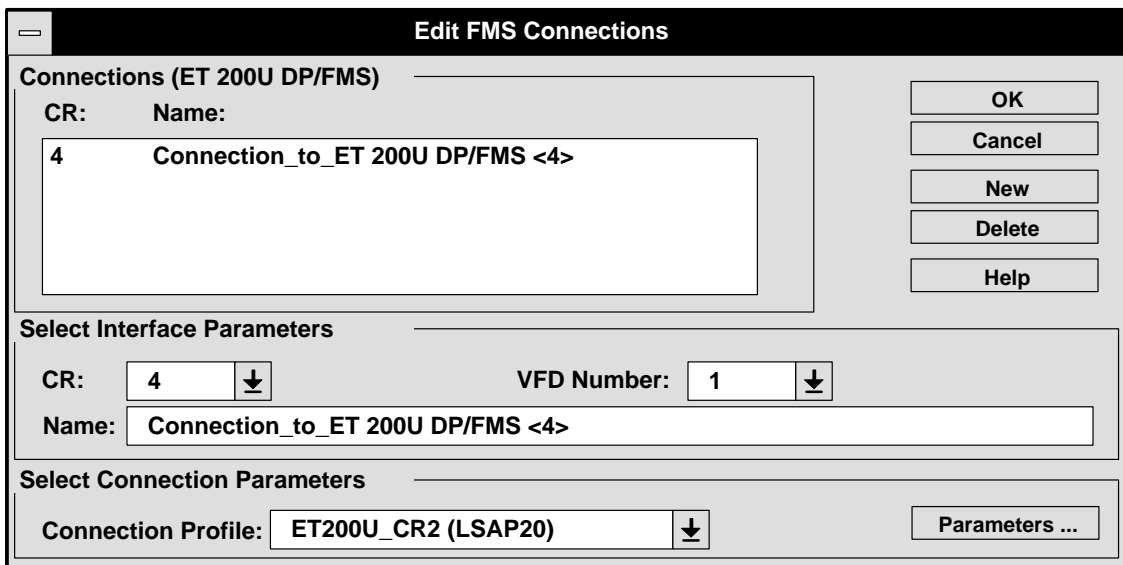 Edit FMS Connections
Connections (ET 200U DP/FMS)
CR: Name:
4 Connection_to_ET 200U DP/FMS <4>
OK
Cancel
New
Delete
Help
Select Interface Parameters
CR: 4 VFD Number: 1
Name: Connection_to_ET 200U DP/FMS <4>
Select Connection Parameters
Connection Profile: ET200U_CR2 (LSAP20) Parameters ...